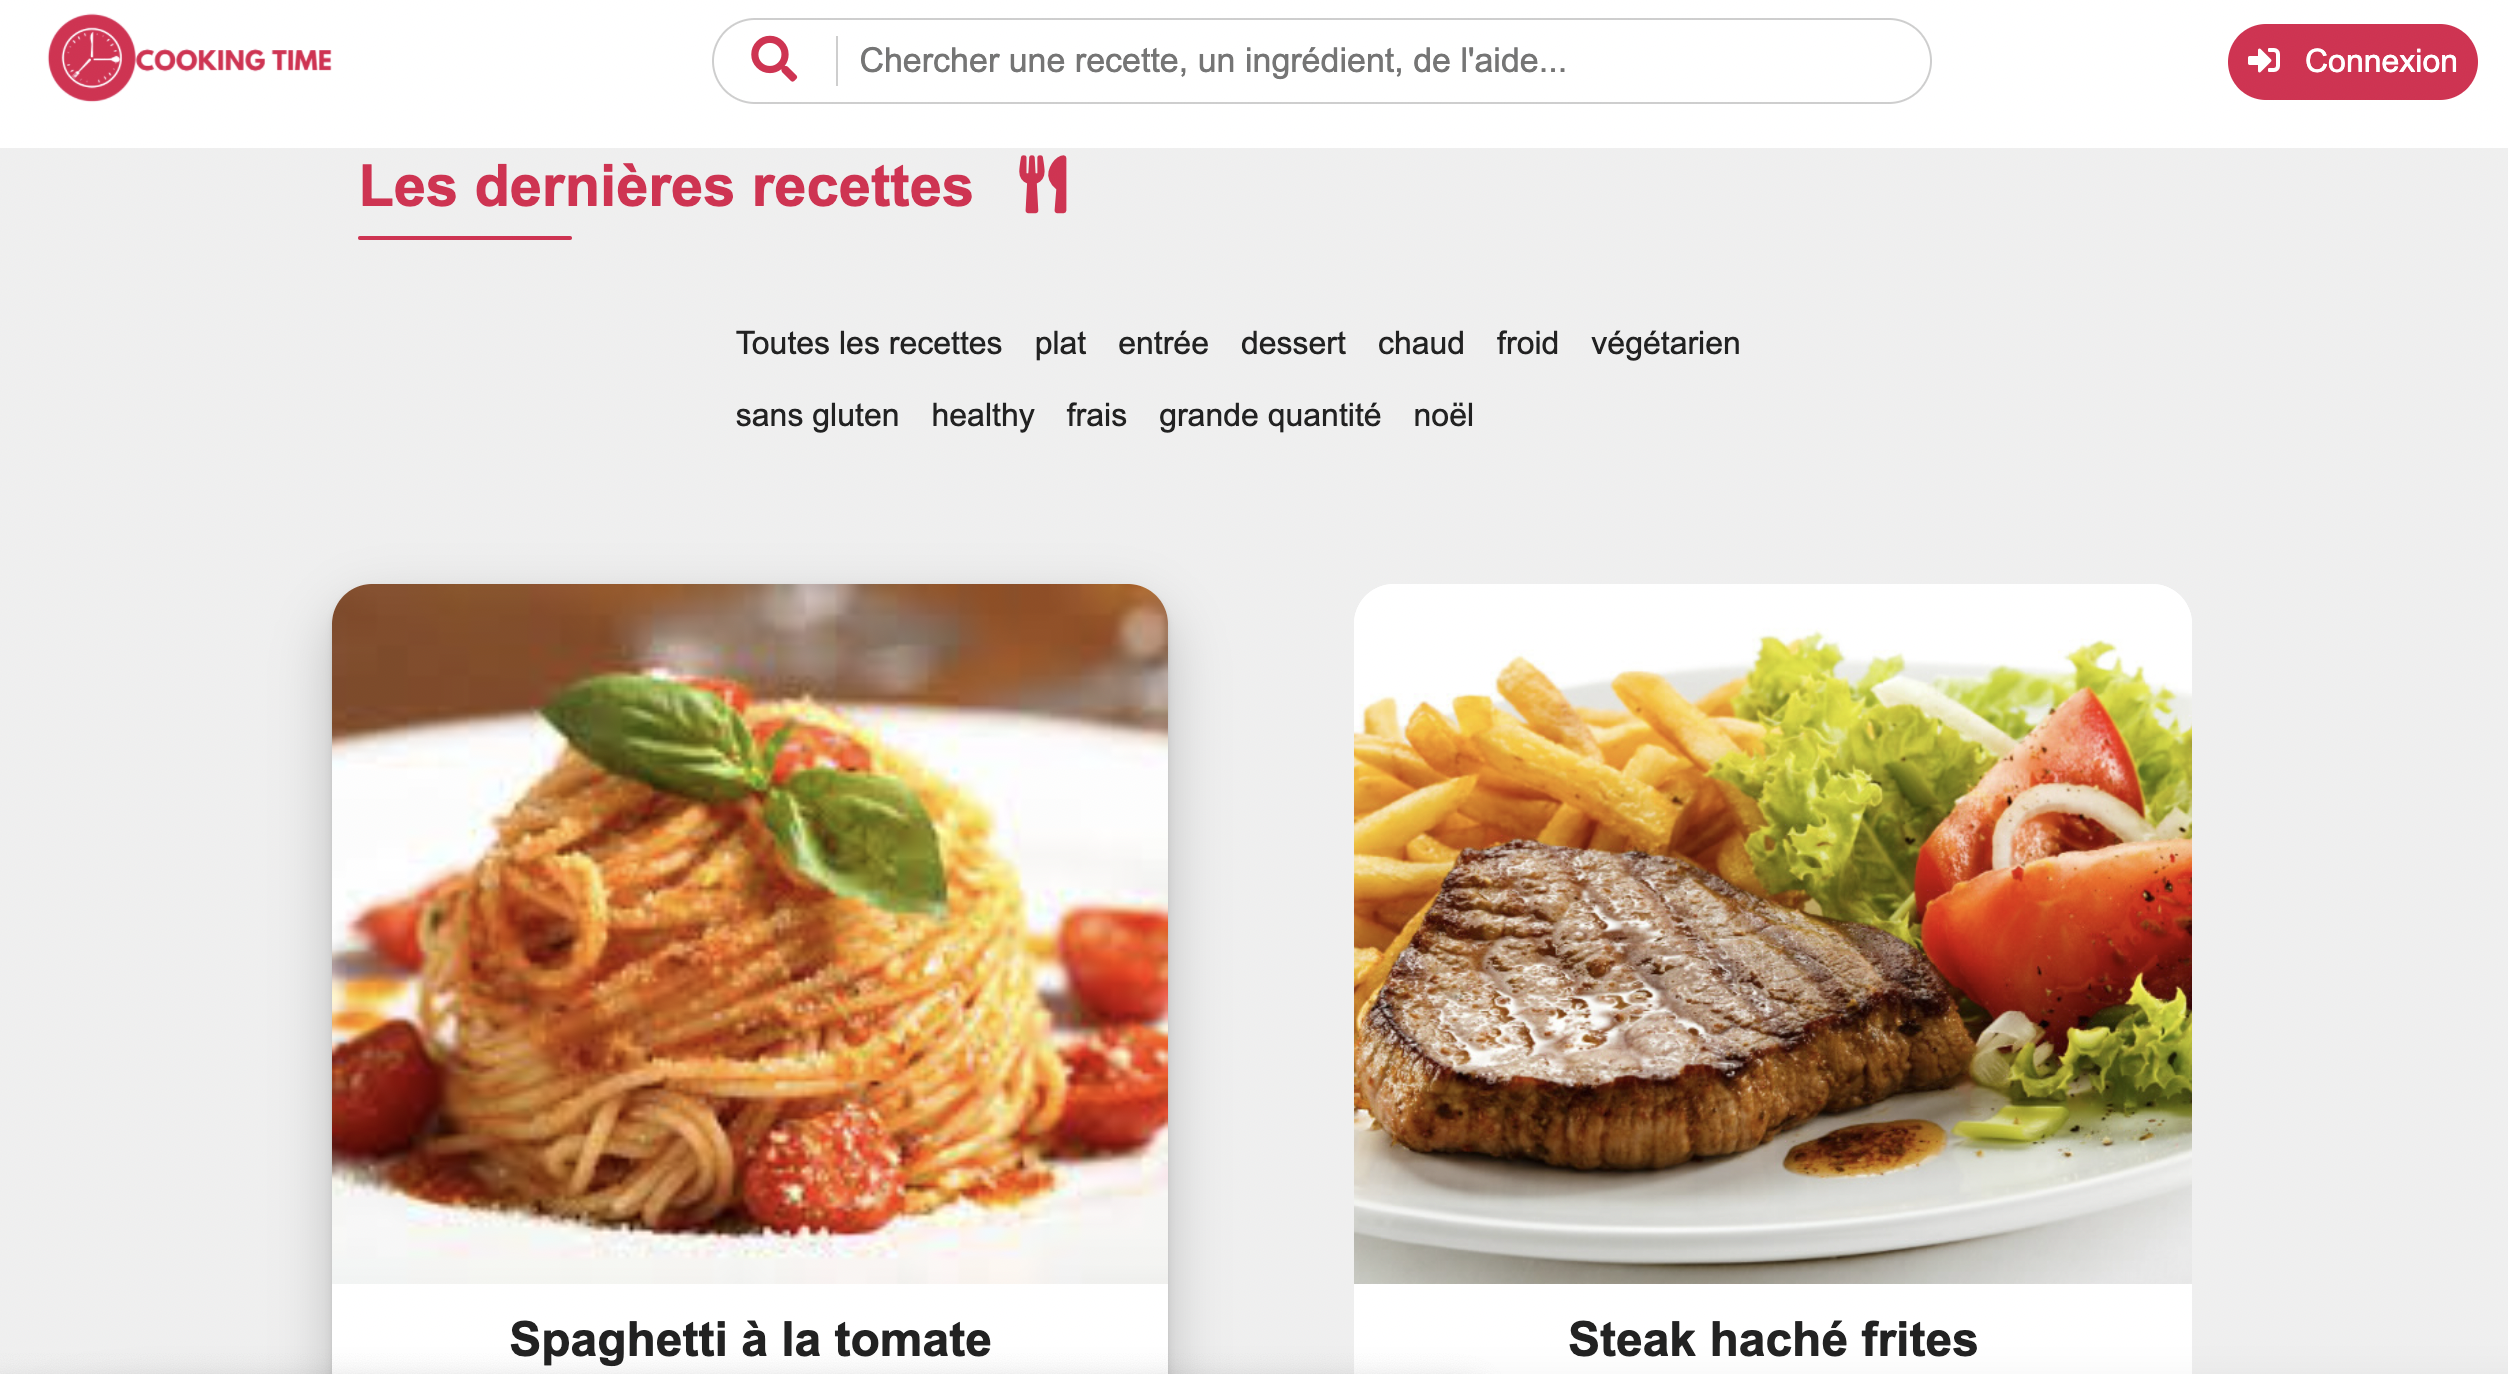 COOKING TIME
Chercher une recette, un ingrédient, de l'aide...
Connexion
Les dernières recettes
Toutes les recettes plat entrée dessert chaud froid végétarien
sans gluten healthy frais grande quantité noël
Spaghetti à la tomate
Steak haché frites